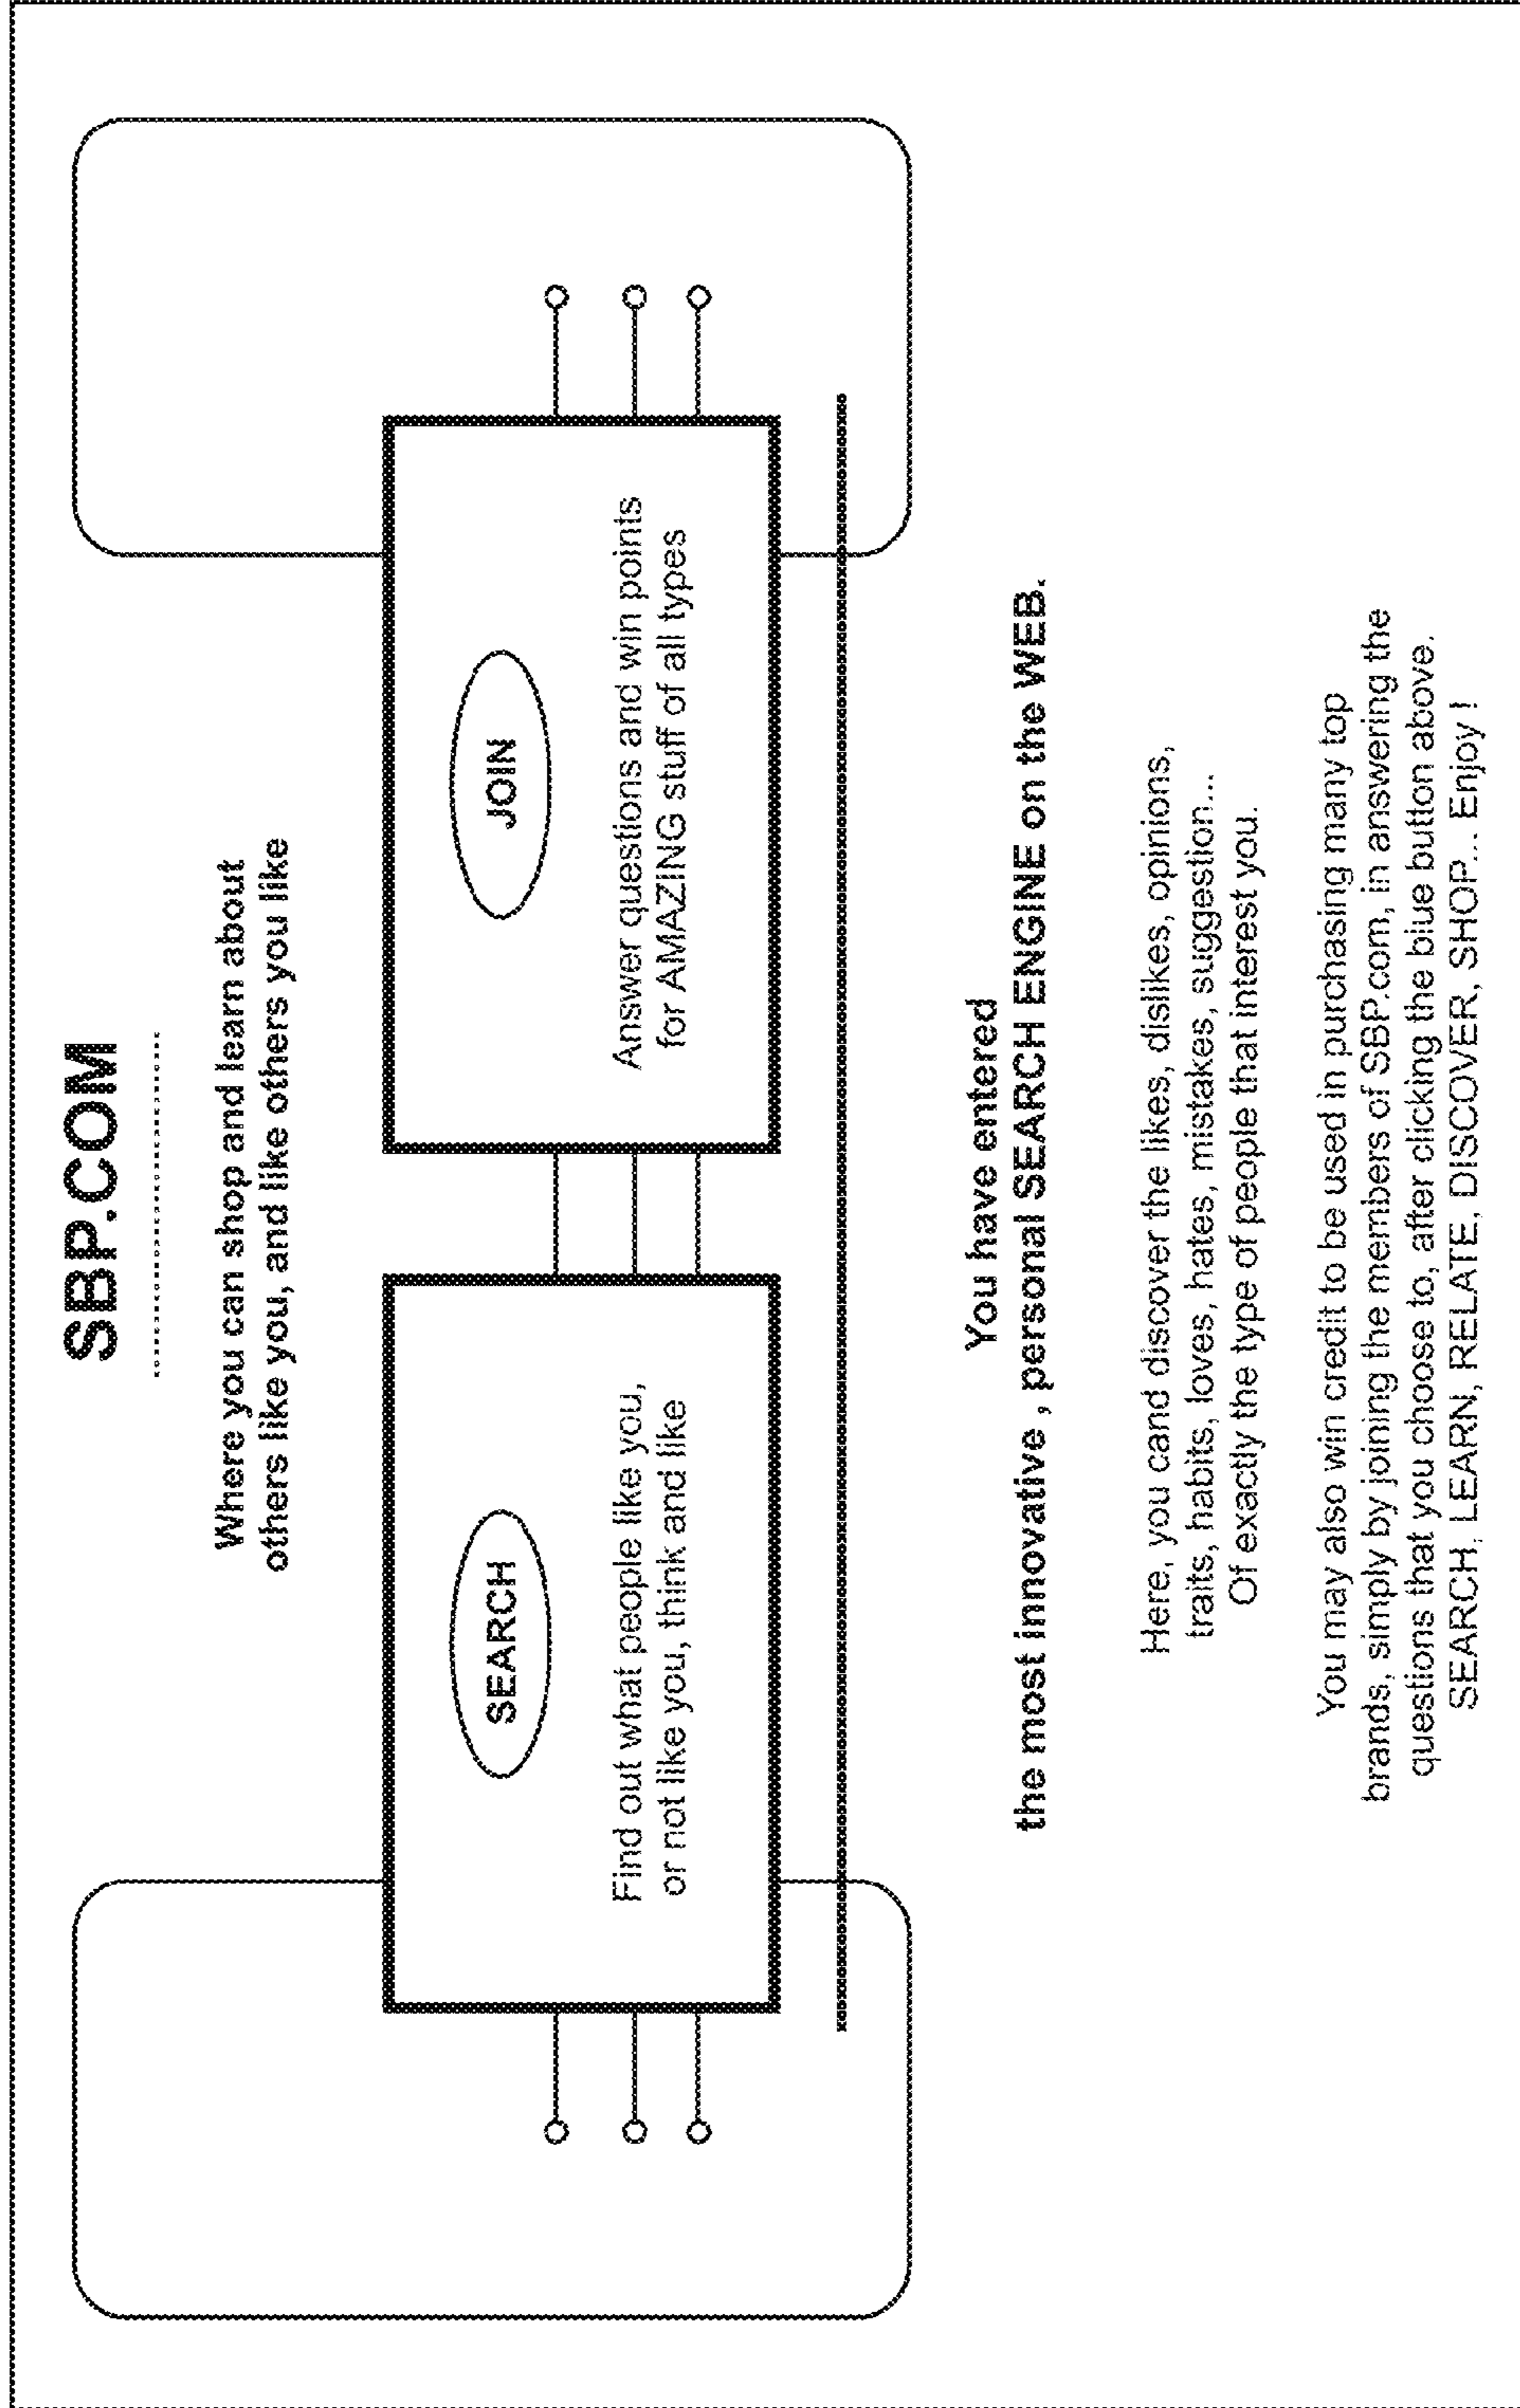 SBP.COM
Where you can shop and learn about
others like you, and like others you like
SEARCH
Find out what people like you,
or not like you, think and like
JOIN
Answer questions and win points
for AMAZING stuff of all types
You have entered
the most innovative , personal SEARCH ENGINE on the WEB.
Here, you cand discover the likes, dislikes, opinions,
traits, habits, loves, hates, mistakes, suggestion...
Of exactly the type of people that interest you.
You may also win credit to be used in purchasing many top
brands, simply by joining the members of SBP.com, in answering the
questions that you choose to, after clicking the blue button above.
SEARCH, LEARN, RELATE, DISCOVER, SHOP... Enjoy !